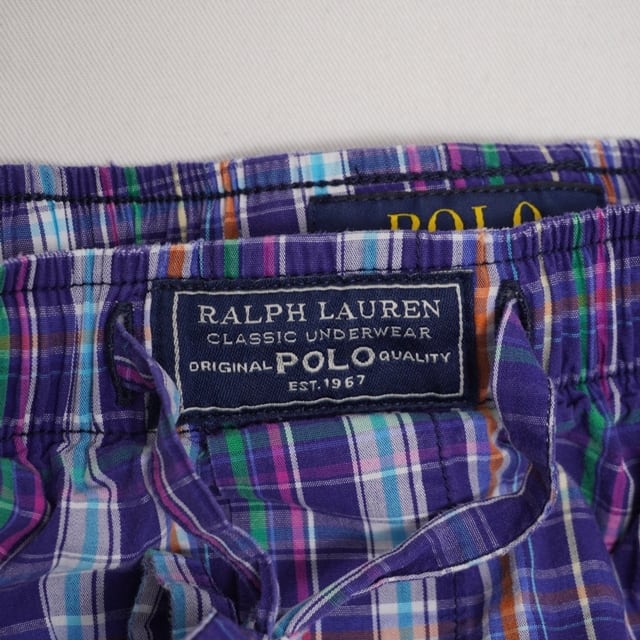 POLO
RALPH LAUREN
CLASSIC UNDERWEAR
ORIGINAL POLO QUALITY
EST. 1967